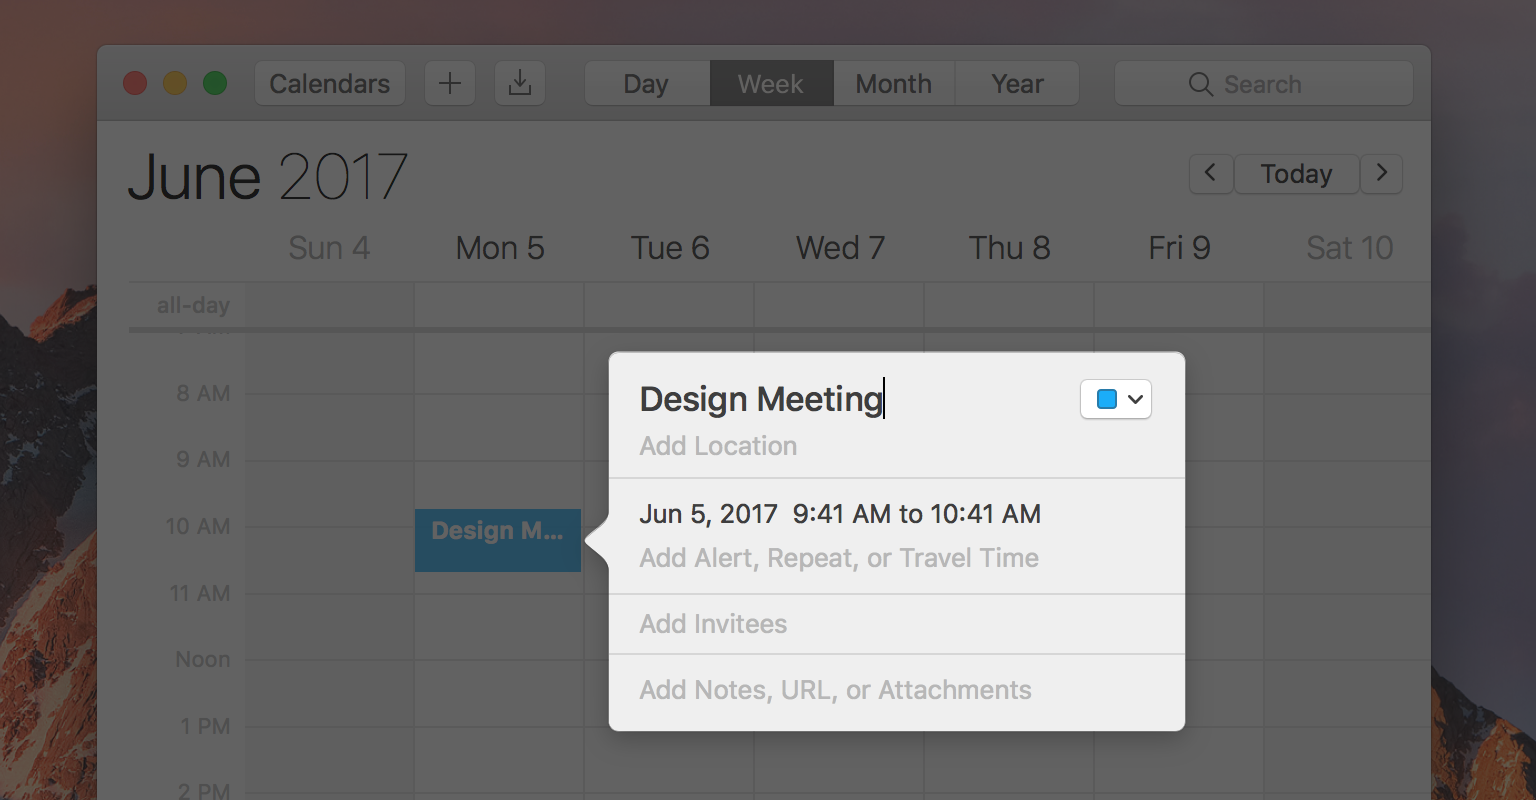 Calendars
Day Week Month Year
Search
June 2017
Today
Sun 4 Mon 5 Tue 6 Wed 7 Thu 8 Fri 9 Sat 10
all-day
8 AM
9 AM
10 AM
Design M...
11 AM
Noon
1 PM
2 PM
Design Meeting
Add Location
Jun 5, 2017 9:41 AM to 10:41 AM
Add Alert, Repeat, or Travel Time
Add Invitees
Add Notes, URL, or Attachments